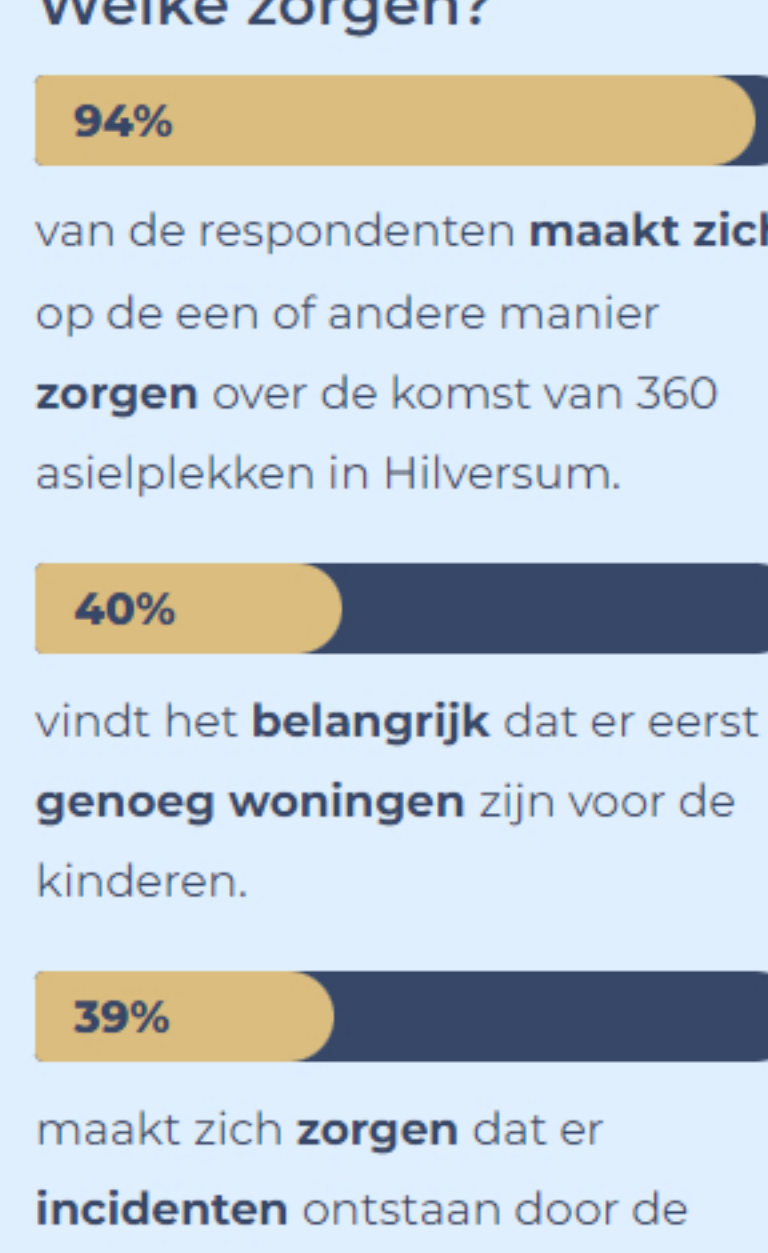 Welke zorgen?
94%
van de respondenten maakt zich
op de een of andere manier
zorgen over de komst van 360
asielplekken in Hilversum.
40%
vindt het belangrijk dat er eerst
genoeg woningen zijn voor de
kinderen.
39%
maakt zich zorgen dat er
incidenten ontstaan door de